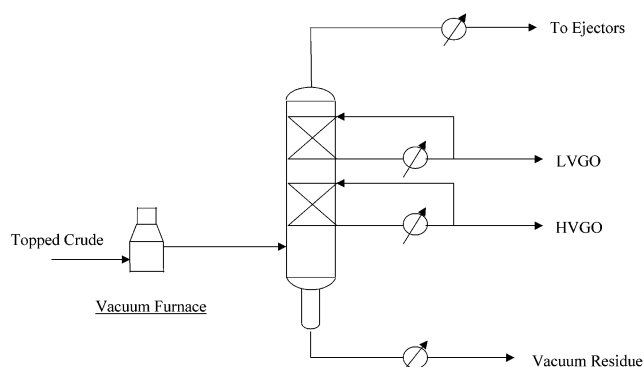 To Ejectors
LVGO
HVGO
Topped Crude
Vacuum Furnace
Vacuum Residue